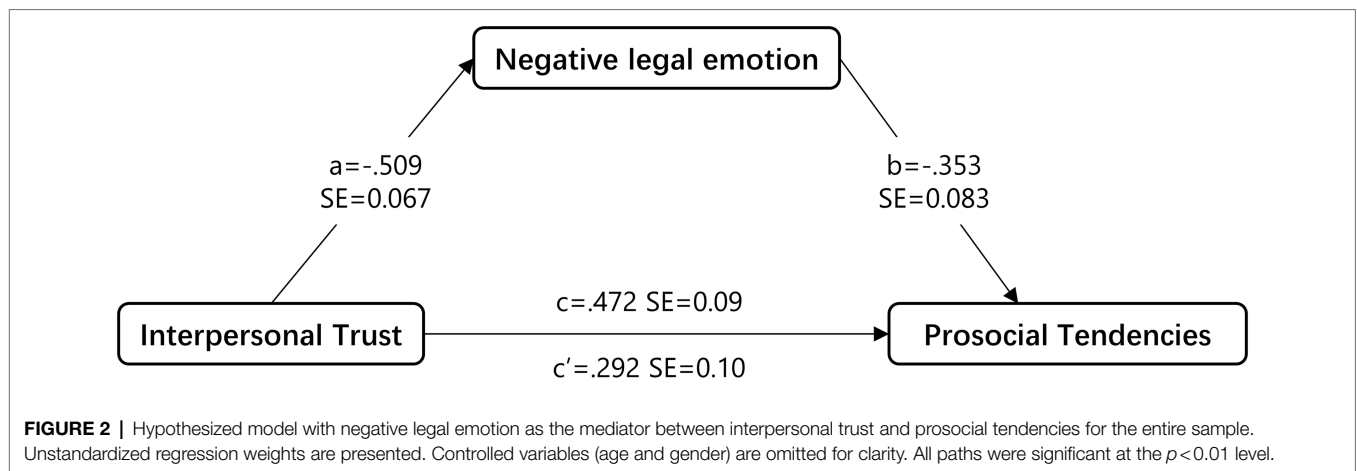 Negative legal emotion
a=-.509
SE=0.067
b=-.353
SE=0.083
Interpersonal Trust
c=.472 SE=0.09
c′=.292 SE=0.10
Prosocial Tendencies
FIGURE 2 | Hypothesized model with negative legal emotion as the mediator between interpersonal trust and prosocial tendencies for the entire sample.
Unstandardized regression weights are presented. Controlled variables (age and gender) are omitted for clarity. All paths were significant at the p<0.01 level.